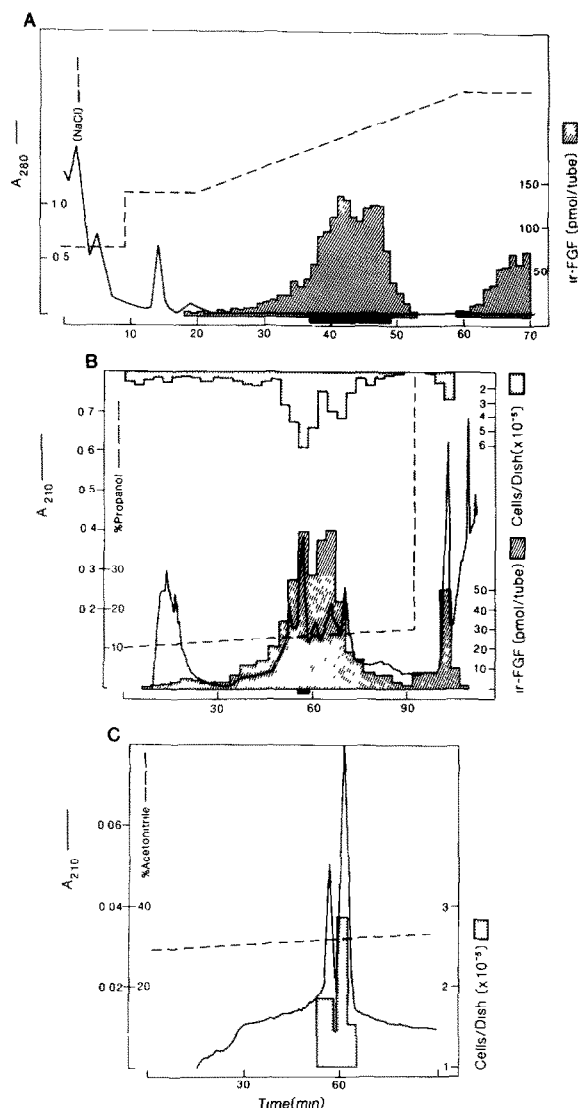 A
(NaCl)
A280
1 0
0 5
150
100
50
ir-FGF (pmol/tube)
10 20 30 40 50 60 70
B
0 7
0 6
0 5
0 4
0 3
0 2
A210
%Propanol
30
20
10
2
3
4
5
6
Cells/Dish(x10-5)
50
40
30
20
10
ir-FGF (pmol/tube)
30 60 90
C
0 06
0 04
0 02
A210
%Acetonitrile
40
20
3
2
1
Cells/Dish (x10-5)
30 60
Time(min)